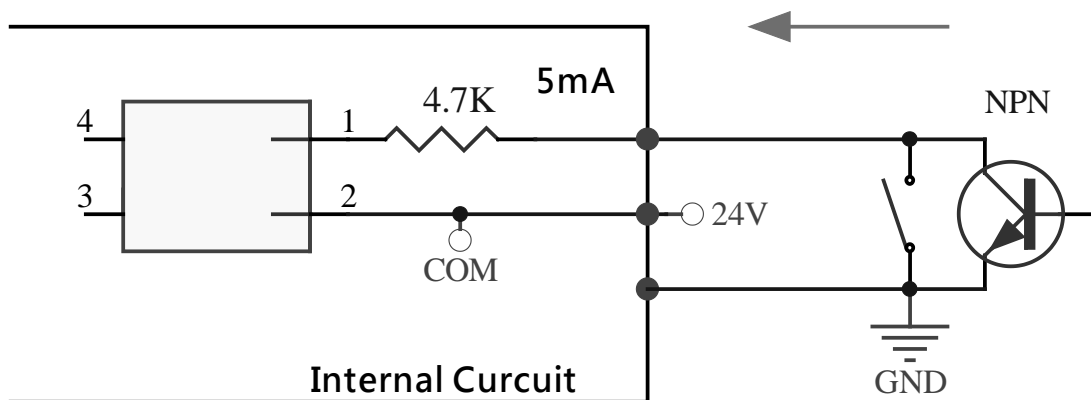 5mA
4.7K
NPN
4
1
3
2
24V
COM
Internal Curcuit
GND